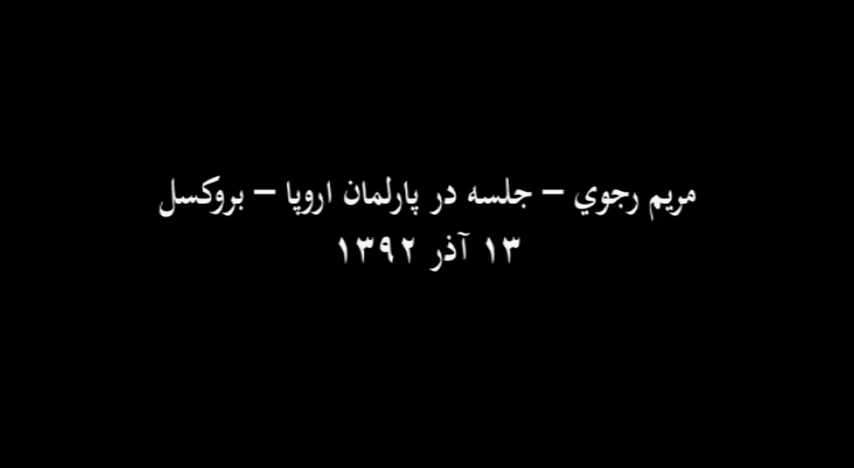 مريم رجوي – جلسه در پارلمان اروپا – بروكسل
۱۳ آذر ۱۳۹۲